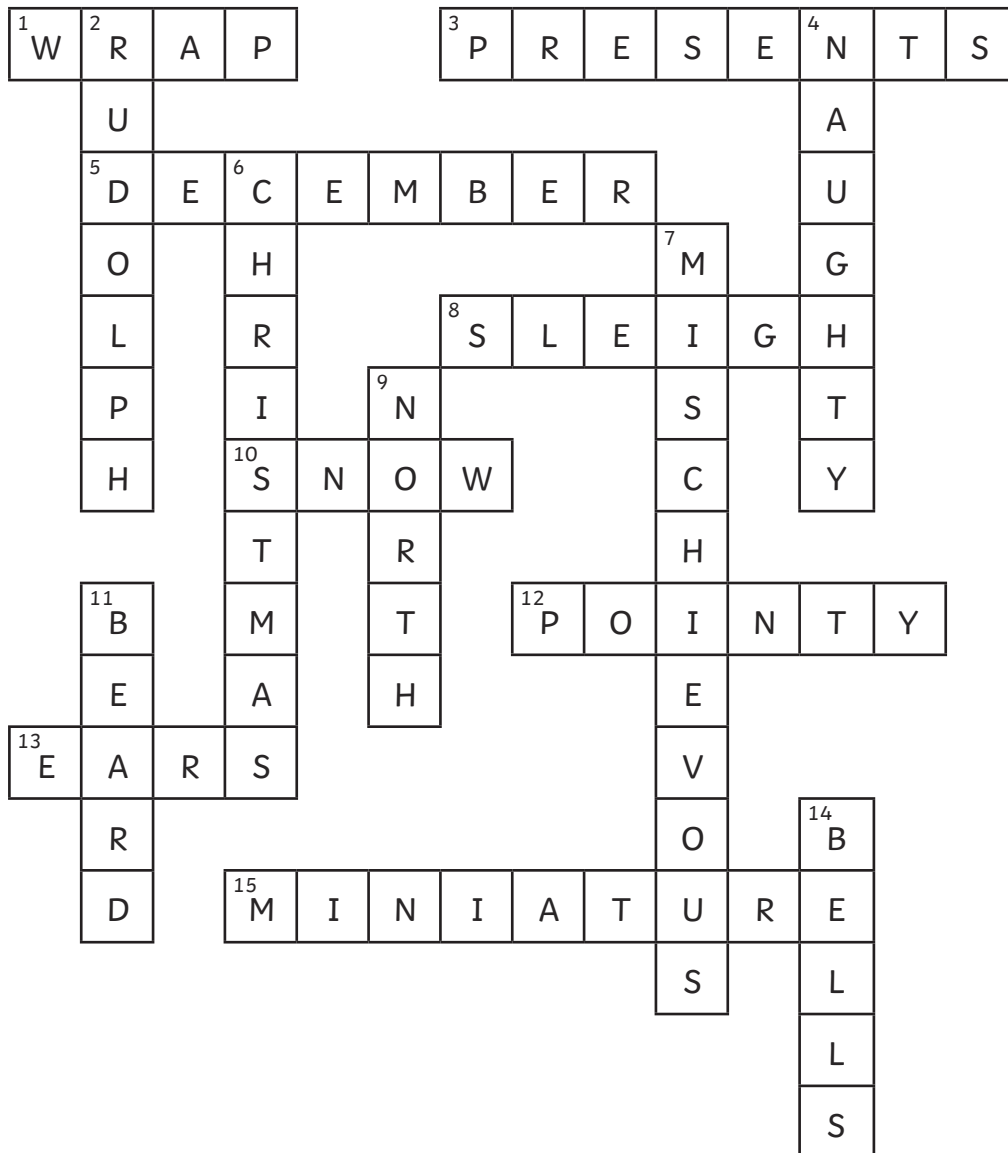 1 W 2 R A P 3 P R E S E 4 N T S
U A
5 D E 6 C E M B E R U
O H 7 M G
L R 8 S L E I G H
P I 9 N S T
H 10 S N O W C Y
T R H
11 B M T 12 P O I N T Y
E A H E
13 E A R S V
R O 14 B
D 15 M I N I A T U R E
S L
L
S